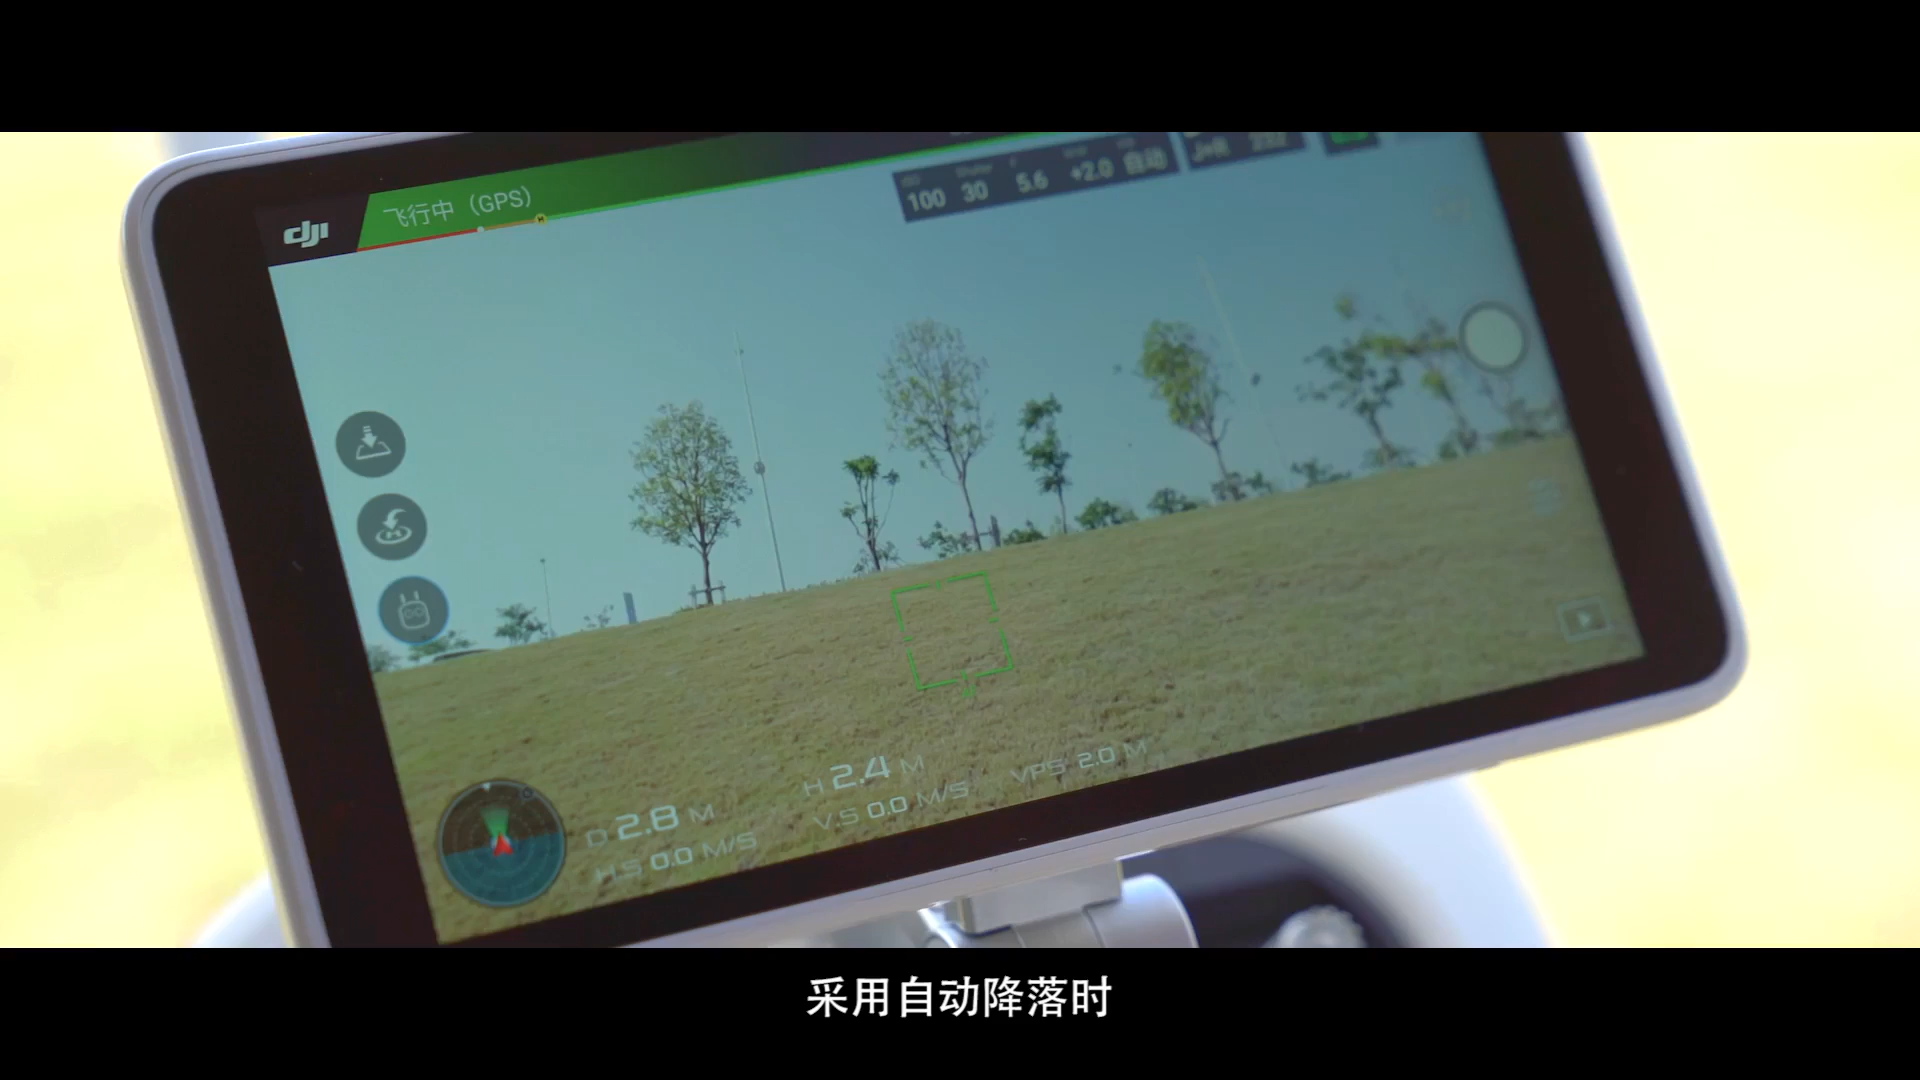 dji
飞行中 (GPS)
100 30 5.6 +2.0 自动
D 2.8 M H 2.4 M
H.S 0.0 M/S V.S 0.0 M/S VPS 2.0 M
采用自动降落时